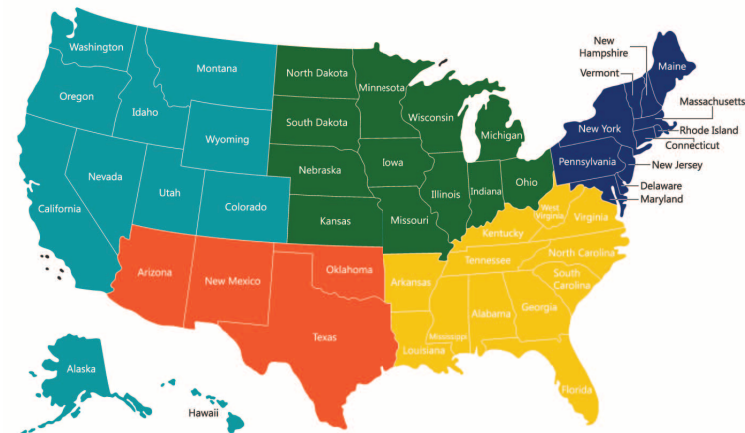 Washington
Oregon
Idaho
Montana
Wyoming
Nevada
California
Utah
Colorado
Alaska
Hawaii
Arizona
New Mexico
Oklahoma
Texas
North Dakota
South Dakota
Nebraska
Kansas
Minnesota
Iowa
Missouri
Wisconsin
Illinois
Michigan
Indiana
Ohio
Arkansas
Louisiana
Mississippi
Alabama
Tennessee
Kentucky
West
Virginia
Virginia
North Carolina
South
Carolina
Georgia
Florida
New
Hampshire
Vermont
Maine
Massachusetts
Rhode Island
Connecticut
New York
Pennsylvania
New Jersey
Delaware
Maryland